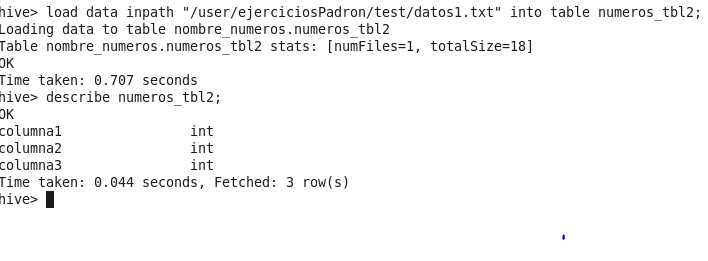 hive> load data inpath "/user/ejerciciosPadron/test/datos1.txt" into table numeros_tbl2;
Loading data to table nombre_numeros.numeros_tbl2
Table nombre_numeros.numeros_tbl2 stats: [numFiles=1, totalSize=18]
OK
Time taken: 0.707 seconds
hive> describe numeros_tbl2;
OK
columna1                int
columna2                int
columna3                int
Time taken: 0.044 seconds, Fetched: 3 row(s)
hive>